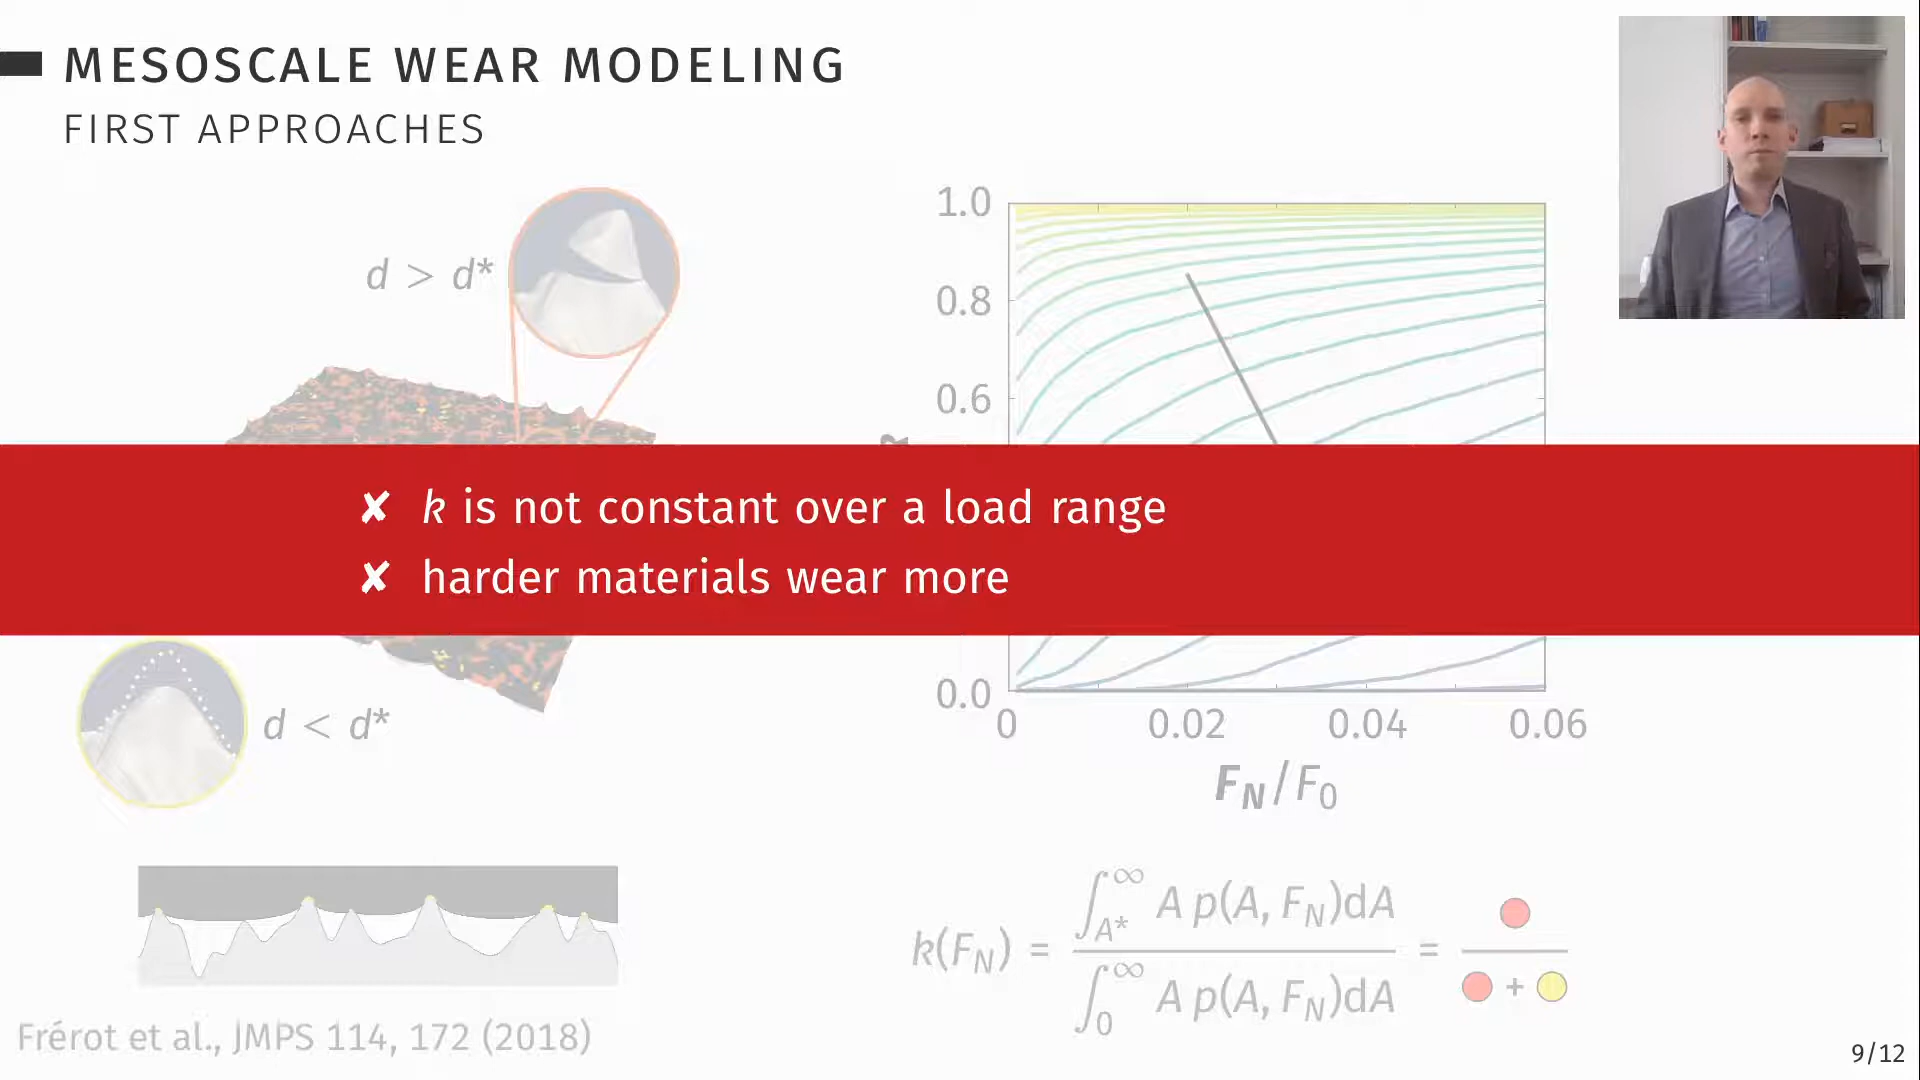 MESOSCALE WEAR MODELING
FIRST APPROACHES
d > d*
1.0
0.8
0.6
✘ k is not constant over a load range
✘ harder materials wear more
d < d*
0.0
0 0.02 0.04 0.06
F_N/F_0
k(F_N) = ∫_{A*}^∞ A p(A, F_N)dA / ∫_0^∞ A p(A, F_N)dA = +
Frérot et al., JMPS 114, 172 (2018)
9/12